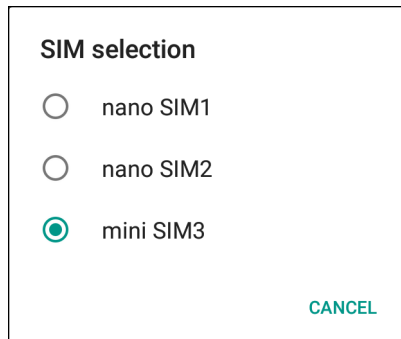 SIM selection
nano SIM1
nano SIM2
mini SIM3
CANCEL